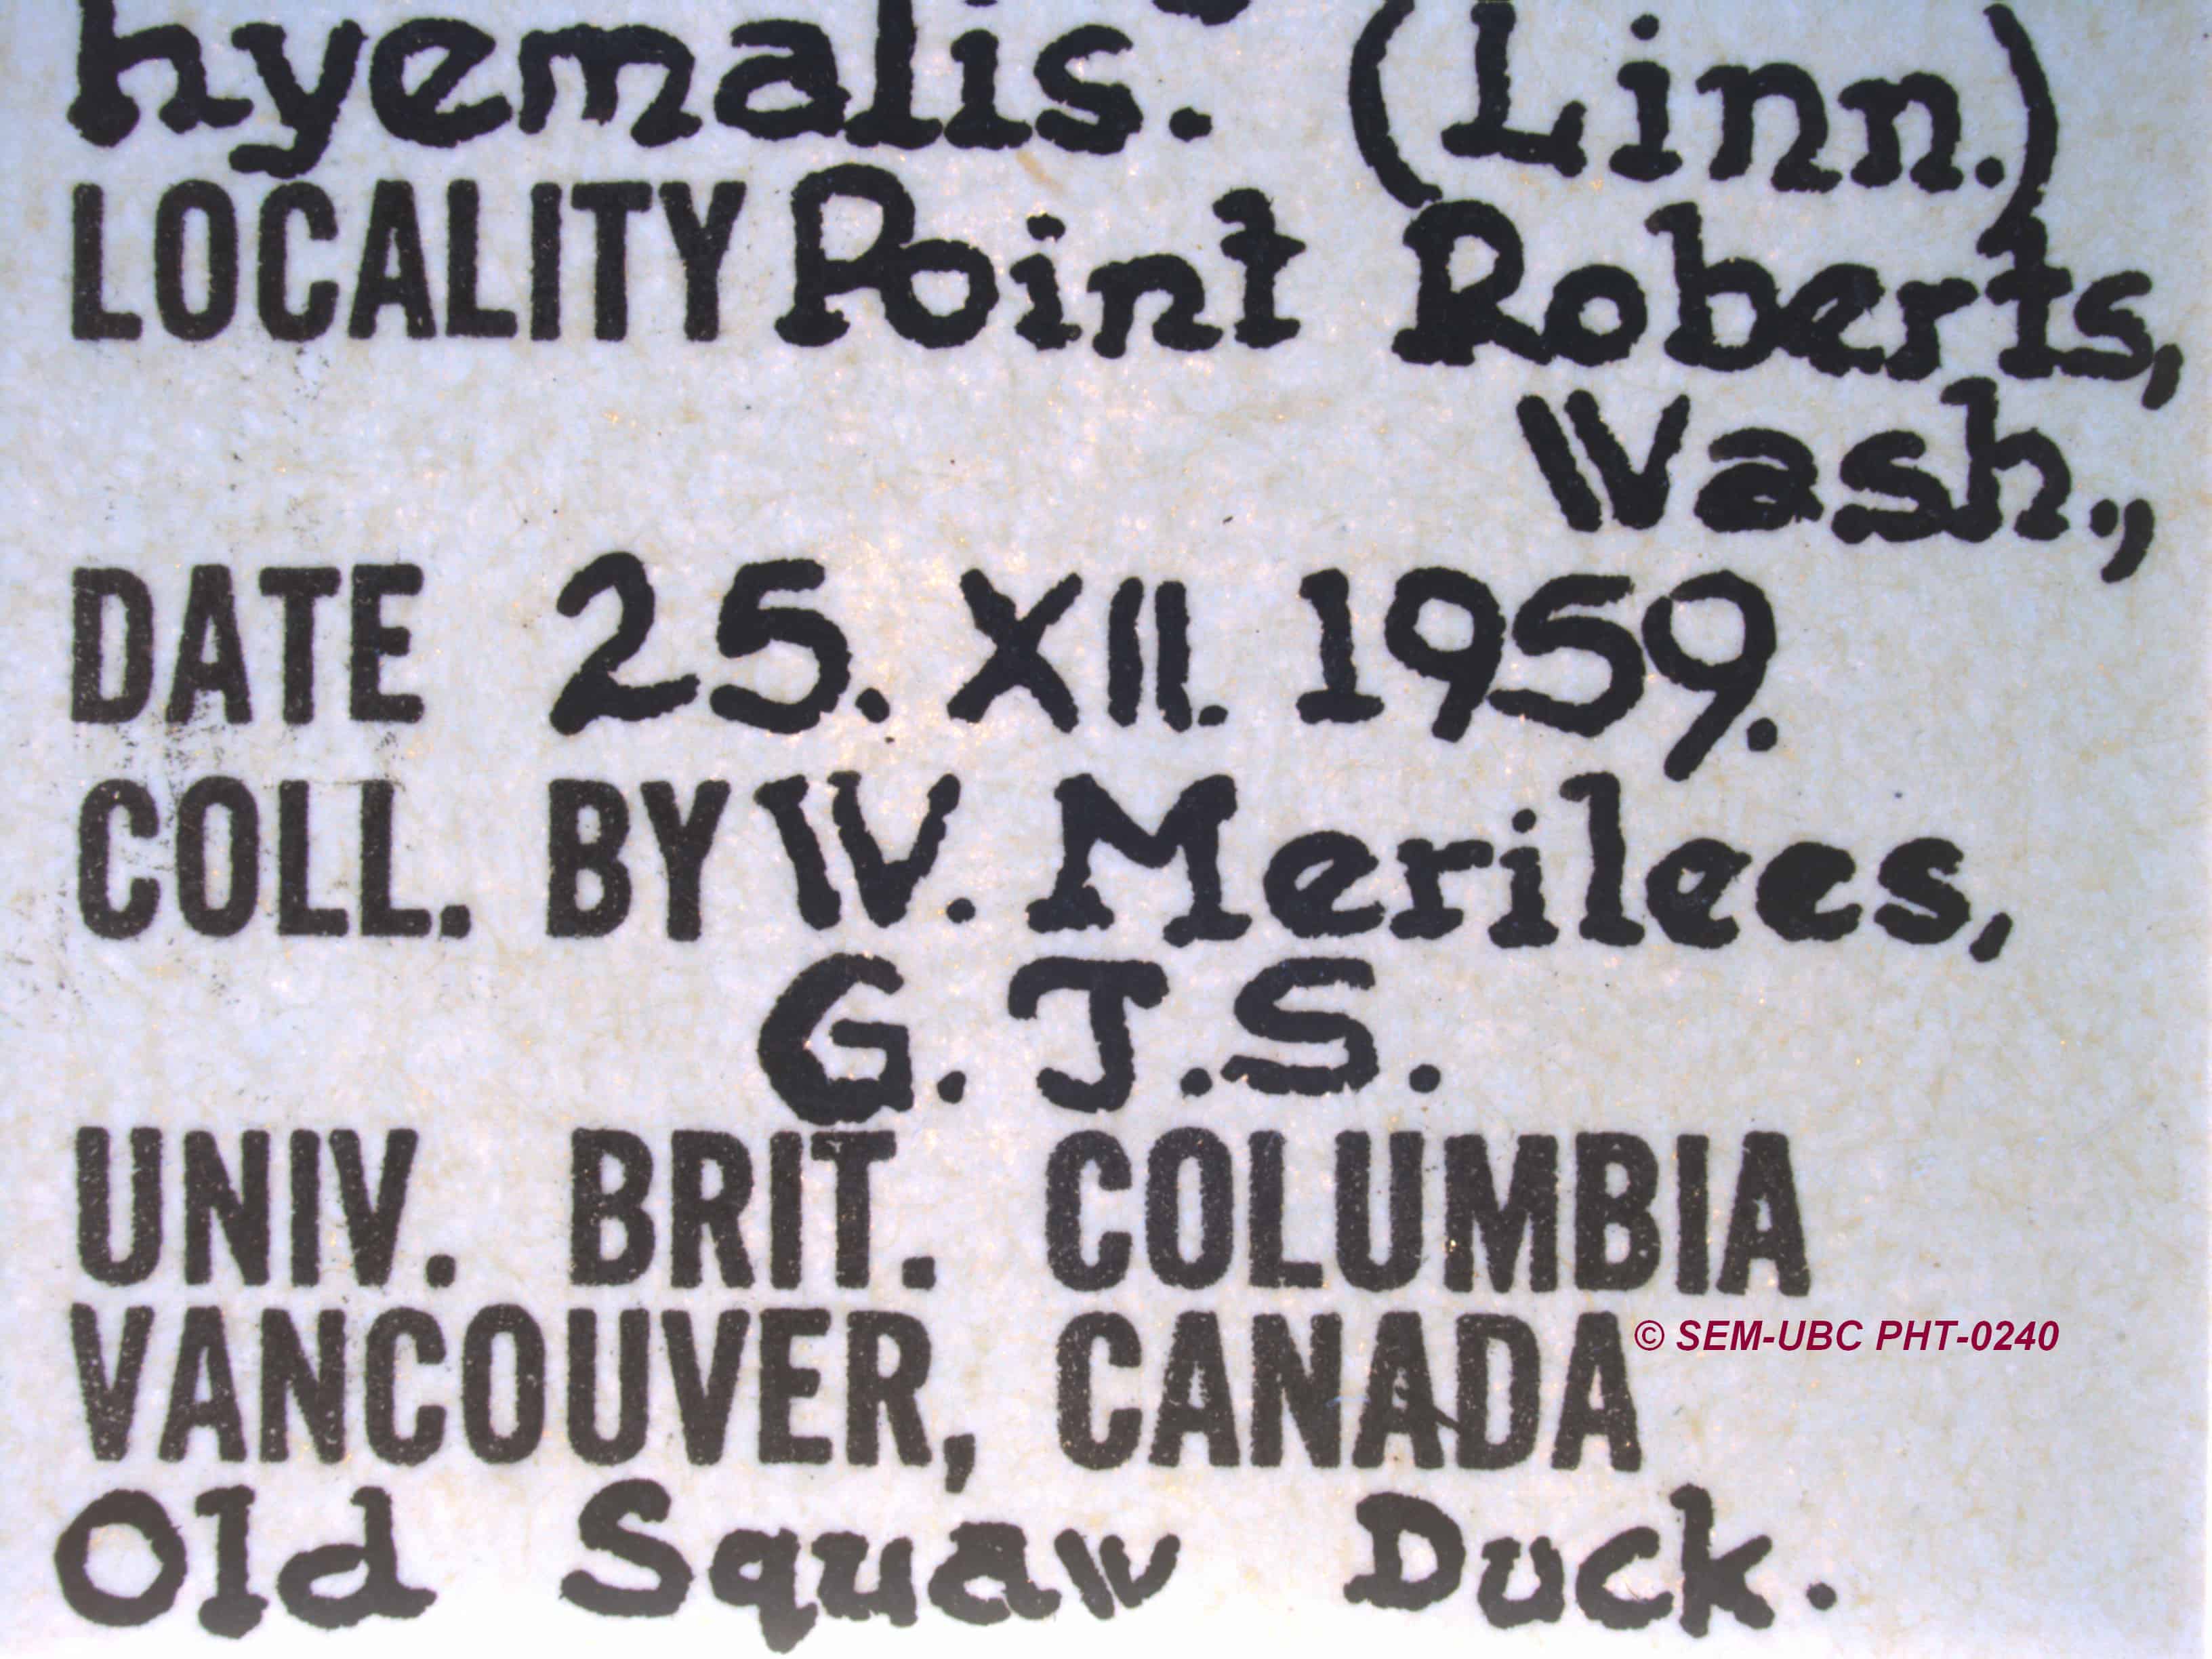 hyemalis. (Linn.)
LOCALITY Point Roberts,
Wash.,
DATE 25. XII. 1959.
COLL. BY W. Merilees,
G. J.S.
UNIV. BRIT. COLUMBIA
VANCOUVER, CANADA
© SEM-UBC PHT-0240
Old Squaw Duck.